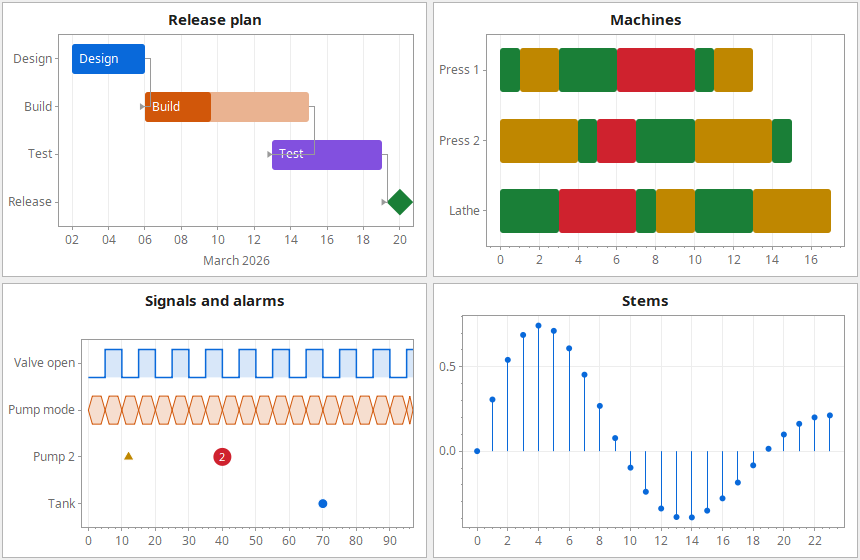 Release plan
Design
Design
Build
Build
Test
Test
Release
02 04 06 08 10 12 14 16 18 20
March 2026
Machines
Press 1
Press 2
Lathe
0 2 4 6 8 10 12 14 16
Signals and alarms
Valve open
Pump mode
Pump 2
2
Tank
0 10 20 30 40 50 60 70 80 90
Stems
0.5
0.0
0 2 4 6 8 10 12 14 16 18 20 22